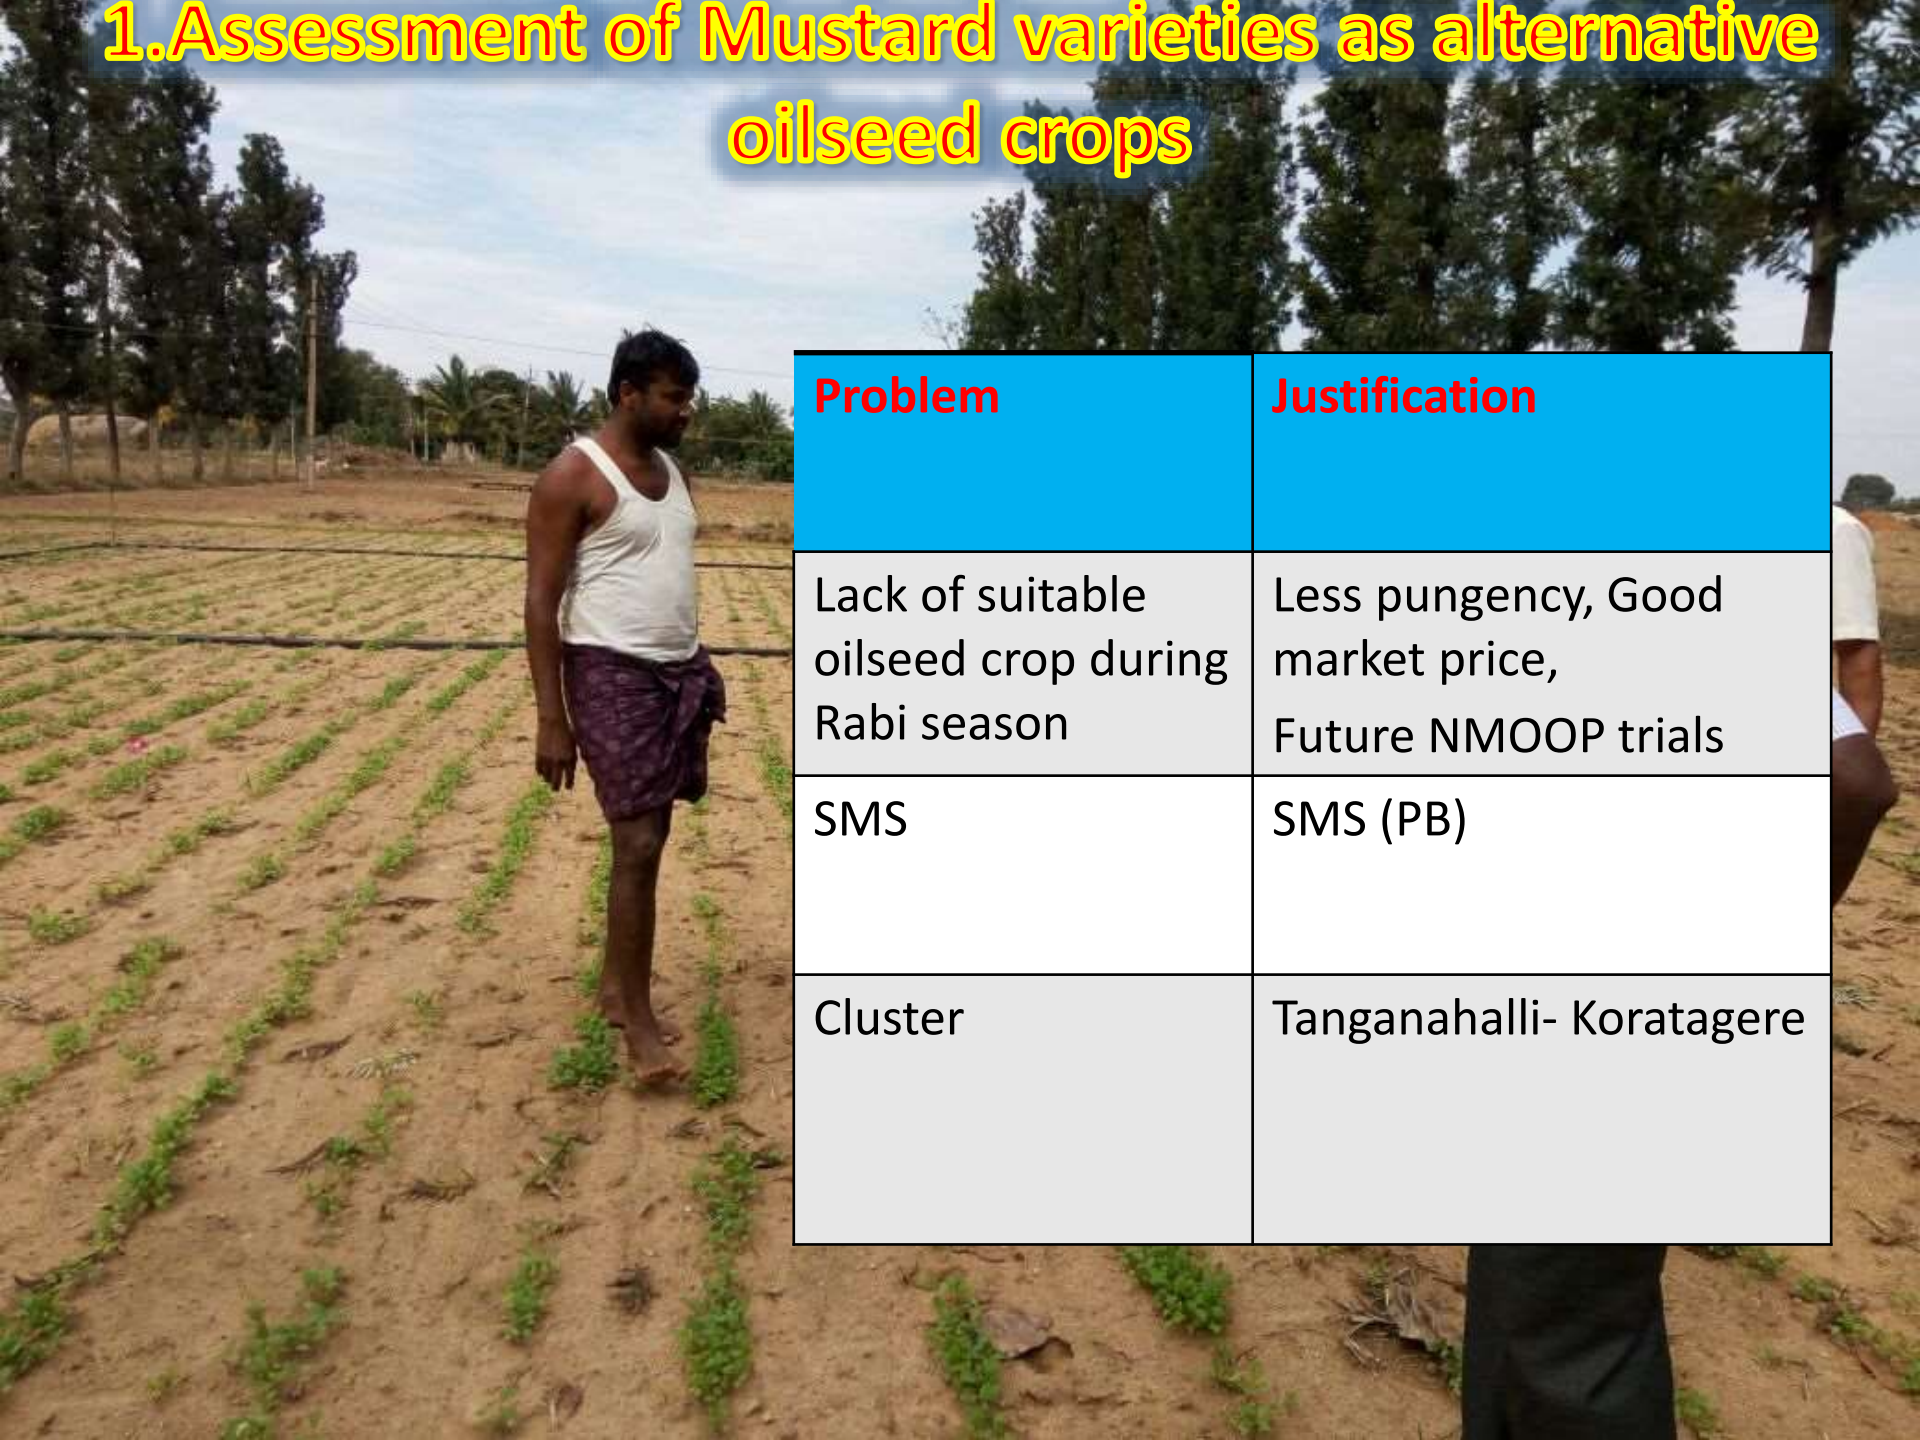 1.Assessment of Mustard varieties as alternative
oilseed crops
Problem
Justification
Lack of suitable
oilseed crop during
Rabi season
Less pungency, Good
market price,
Future NMOOP trials
SMS
SMS (PB)
Cluster
Tanganahalli- Koratagere